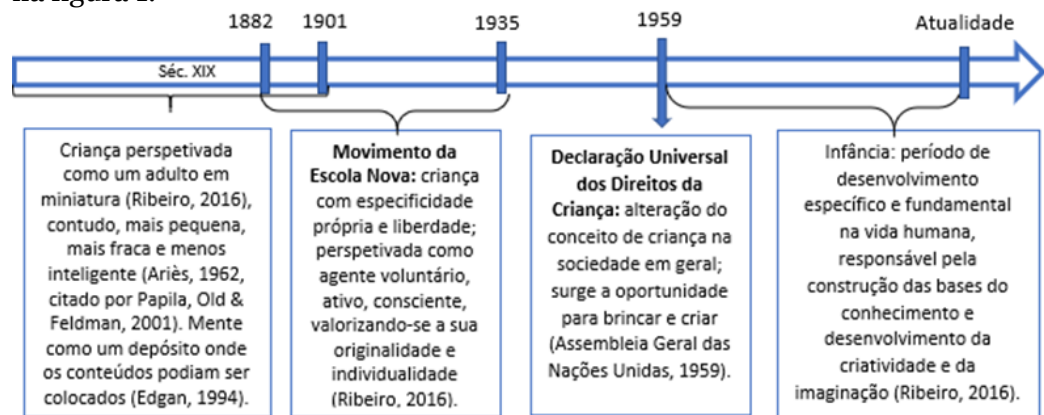 na figura 1.
1882
1901
1935
1959
Atualidade
Séc. XIX
Criança perspetivada
como um adulto em
miniatura (Ribeiro, 2016),
contudo, mais pequena,
mais fraca e menos
inteligente (Ariès, 1962,
citado por Papila, Old &
Feldman, 2001). Mente
como um depósito onde
os conteúdos podiam ser
colocados (Edgan, 1994).
Movimento da
Escola Nova: criança
com especificidade
própria e liberdade;
perspetivada como
agente voluntário,
ativo, consciente,
valorizando-se a sua
originalidade e
individualidade
(Ribeiro, 2016).
Declaração Universal
dos Direitos da
Criança: alteração do
conceito de criança na
sociedade em geral;
surge a oportunidade
para brincar e criar
(Assembleia Geral das
Nações Unidas, 1959).
Infância: período de
desenvolvimento
específico e fundamental
na vida humana,
responsável pela
construção das bases do
conhecimento e
desenvolvimento da
criatividade e da
imaginação (Ribeiro, 2016).